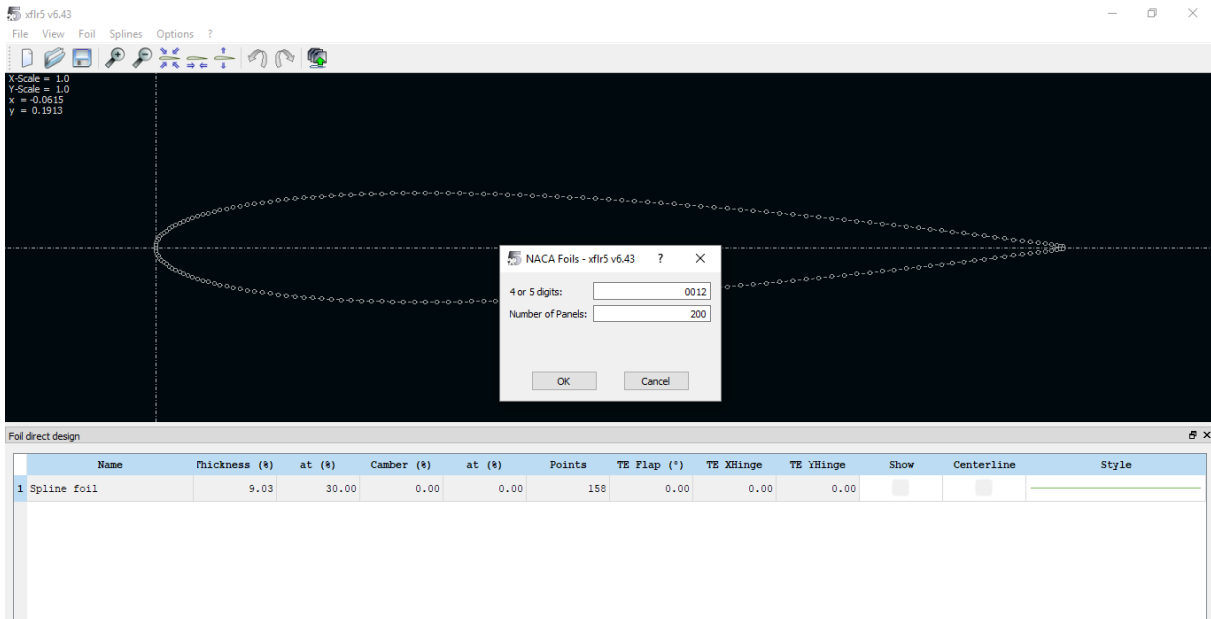 xflr5 v6.43
File View Foil Splines Options ?
X-Scale = 1.0
Y-Scale = 1.0
x = -0.0615
y = 0.1913
NACA Foils - xflr5 v6.43 ?
4 or 5 digits: 0012
Number of Panels: 200
OK Cancel
Foil direct design
Name Thickness (%) at (%) Camber (%) at (%) Points TE Flap (°) TE XHinge TE YHinge Show Centerline Style
1 Spline foil 9.03 30.00 0.00 0.00 158 0.00 0.00 0.00